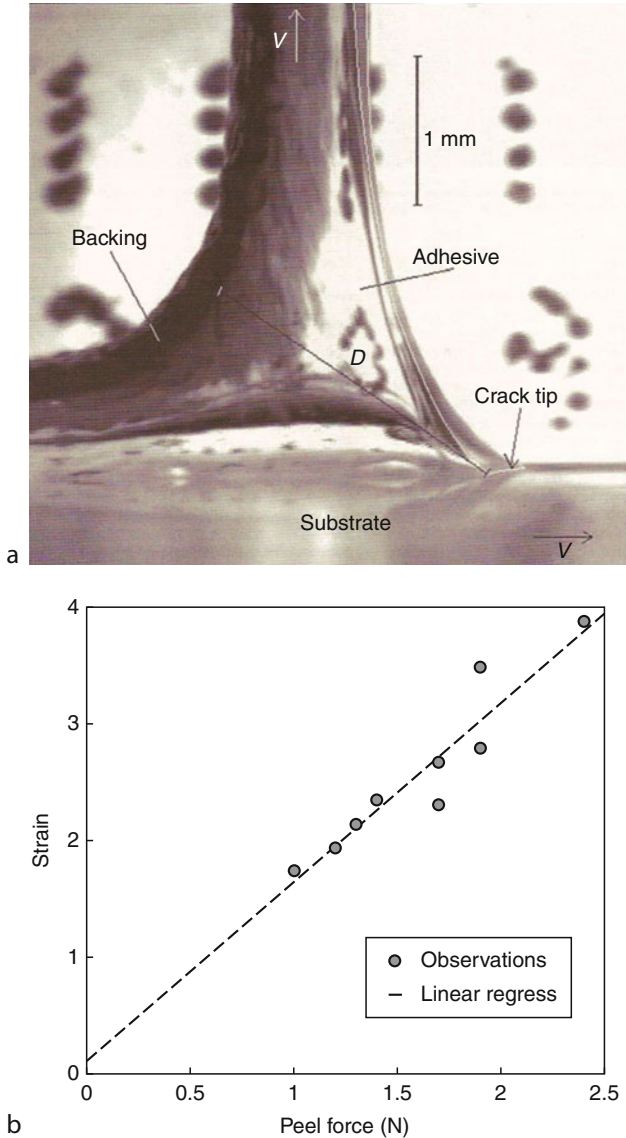 V
1 mm
Backing
Adhesive
D
Crack tip
Substrate
V
a
4
3
2
1
0
Strain
Observations
Linear regress
0
0.5
1
1.5
2
2.5
Peel force (N)
b